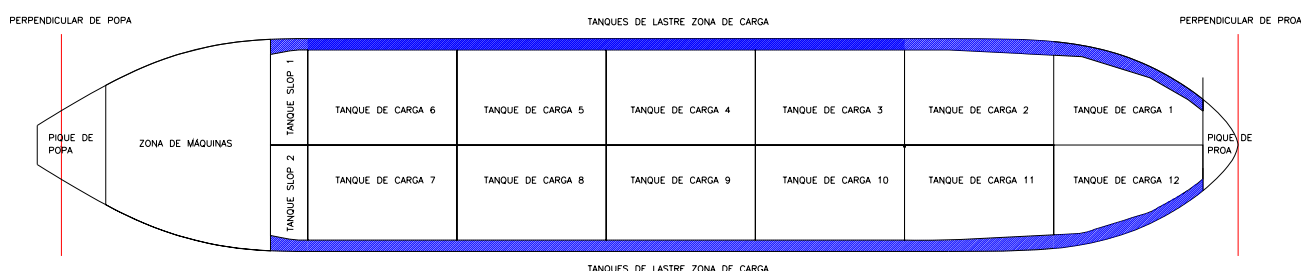 PERPENDICULAR DE POPA
TANQUES DE LASTRE ZONA DE CARGA
PERPENDICULAR DE PROA
TANQUE SLOP 1
TANQUE DE CARGA 6
TANQUE DE CARGA 5
TANQUE DE CARGA 4
TANQUE DE CARGA 3
TANQUE DE CARGA 2
TANQUE DE CARGA 1
PIQUE DE
POPA
ZONA DE MÁQUINAS
PIQUE DE
PROA
TANQUE SLOP 2
TANQUE DE CARGA 7
TANQUE DE CARGA 8
TANQUE DE CARGA 9
TANQUE DE CARGA 10
TANQUE DE CARGA 11
TANQUE DE CARGA 12
TANQUES DE LASTRE ZONA DE CARGA